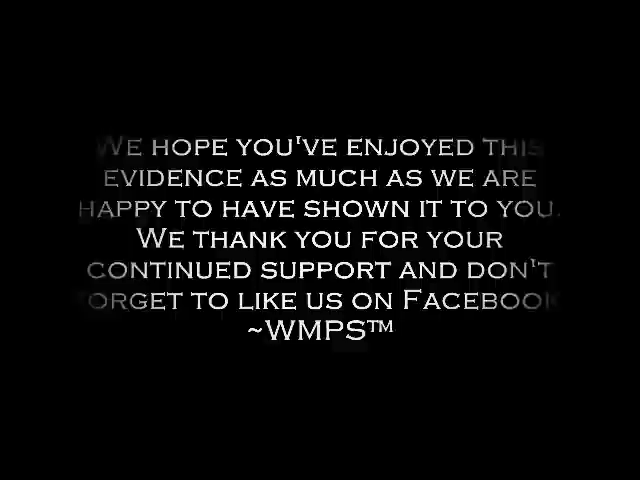 We hope you've enjoyed this
evidence as much as we are
happy to have shown it to you.
We thank you for your
continued support and don't
forget to like us on Facebook
~WMPS™